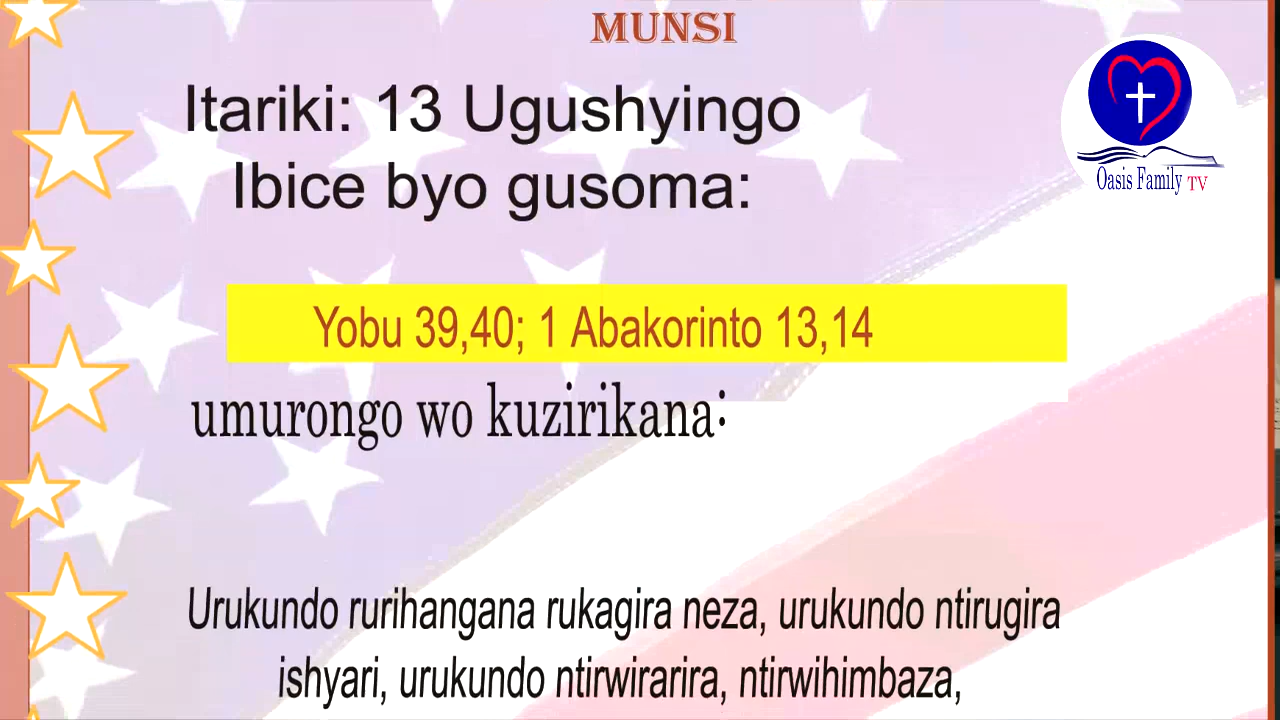 MUNSI
Itariki: 13 Ugushyingo
Ibice byo gusoma:
Oasis Family TV
Yobu 39,40; 1 Abakorinto 13,14
umurongo wo kuzirikana:
Urukundo rurihangana rukagira neza, urukundo ntirugira
ishyari, urukundo ntirwirarira, ntirwihimbaza,